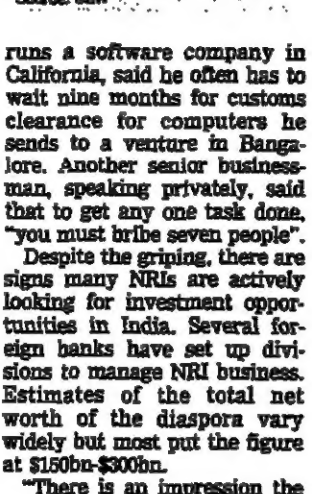 runs a software company in
California, said he often has to
wait nine months for customs
clearance for computers he
sends to a venture in Banga-
lore. Another senior business-
man, speaking privately, said
that to get any one task done,
"you must bribe seven people".
Despite the griping, there are
signs many NRIs are actively
looking for investment oppor-
tunities in India. Several for-
eign banks have set up divi-
sions to manage NRI business.
Estimates of the total net
worth of the diaspora vary
widely but most put the figure
at $150bn-$300bn.
"There is an impression the